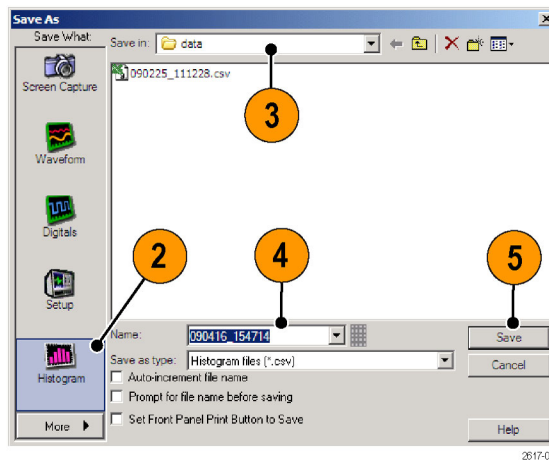 Save As
Save What:
Save in: data
Screen Capture
090225_111228.csv
3
Waveform
Digitals
2
4
5
Setup
Name: 090416_154714
Save
Save as type: Histogram files (*.csv)
Cancel
Histogram
Auto-increment file name
Prompt for file name before saving
Set Front Panel Print Button to Save
More
Help